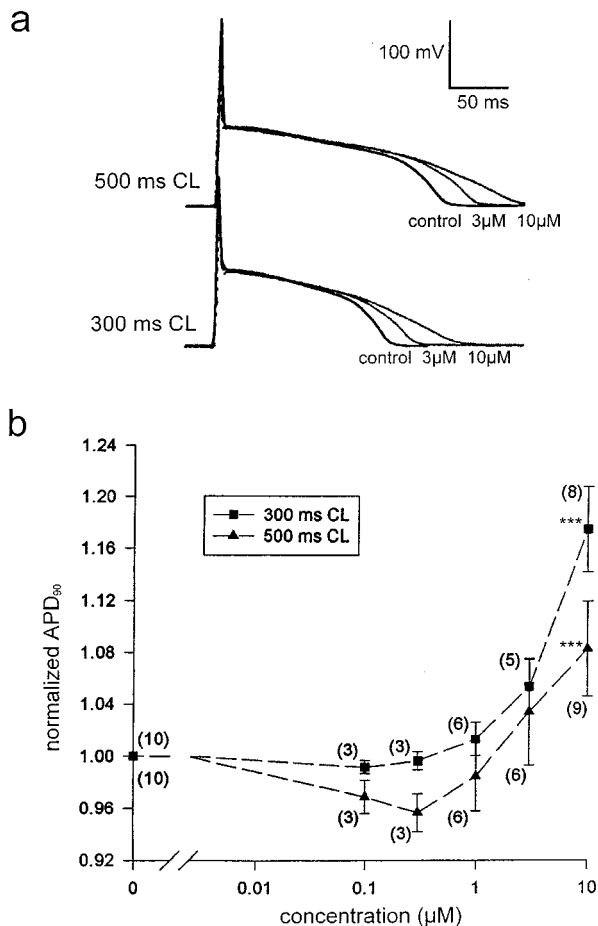 a
100 mV
50 ms
500 ms CL
control 3µM 10µM
300 ms CL
control 3µM 10µM
b
normalized APD90
1.24
1.20
1.16
1.12
1.08
1.04
1.00
0.96
0.92
300 ms CL
500 ms CL
(10)
(10)
(3)
(3)
(3)
(3)
(6)
(6)
(5)
(6)
(8)
***
***
(9)
0
0.01
0.1
1
10
concentration (µM)